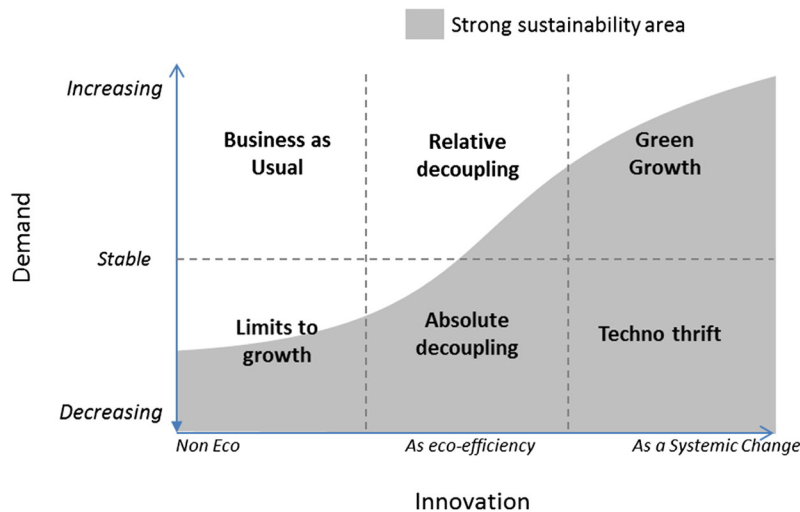 Strong sustainability area
Increasing
Business as
Usual
Relative
decoupling
Green
Growth
Demand
Stable
Limits to
growth
Absolute
decoupling
Techno thrift
Decreasing
Non Eco
As eco-efficiency
As a Systemic Change
Innovation